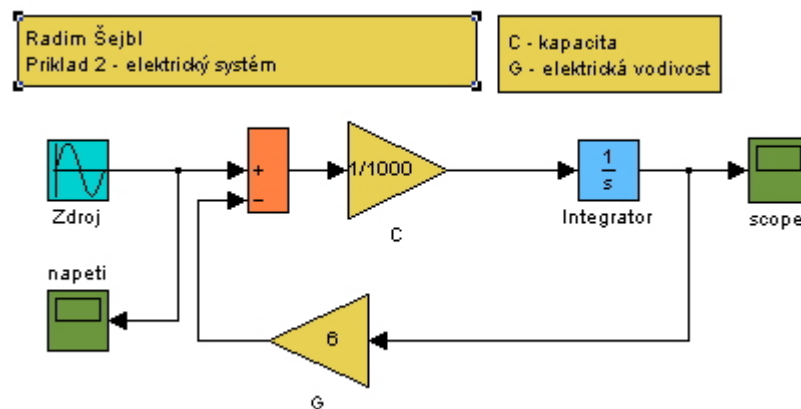 Radim Šejbl
Priklad 2 - elektrický systém
C - kapacita
G - elektrická vodivost
+
−
1/1000
1
s
Zdroj
Integrator
scope
C
napeti
6
G